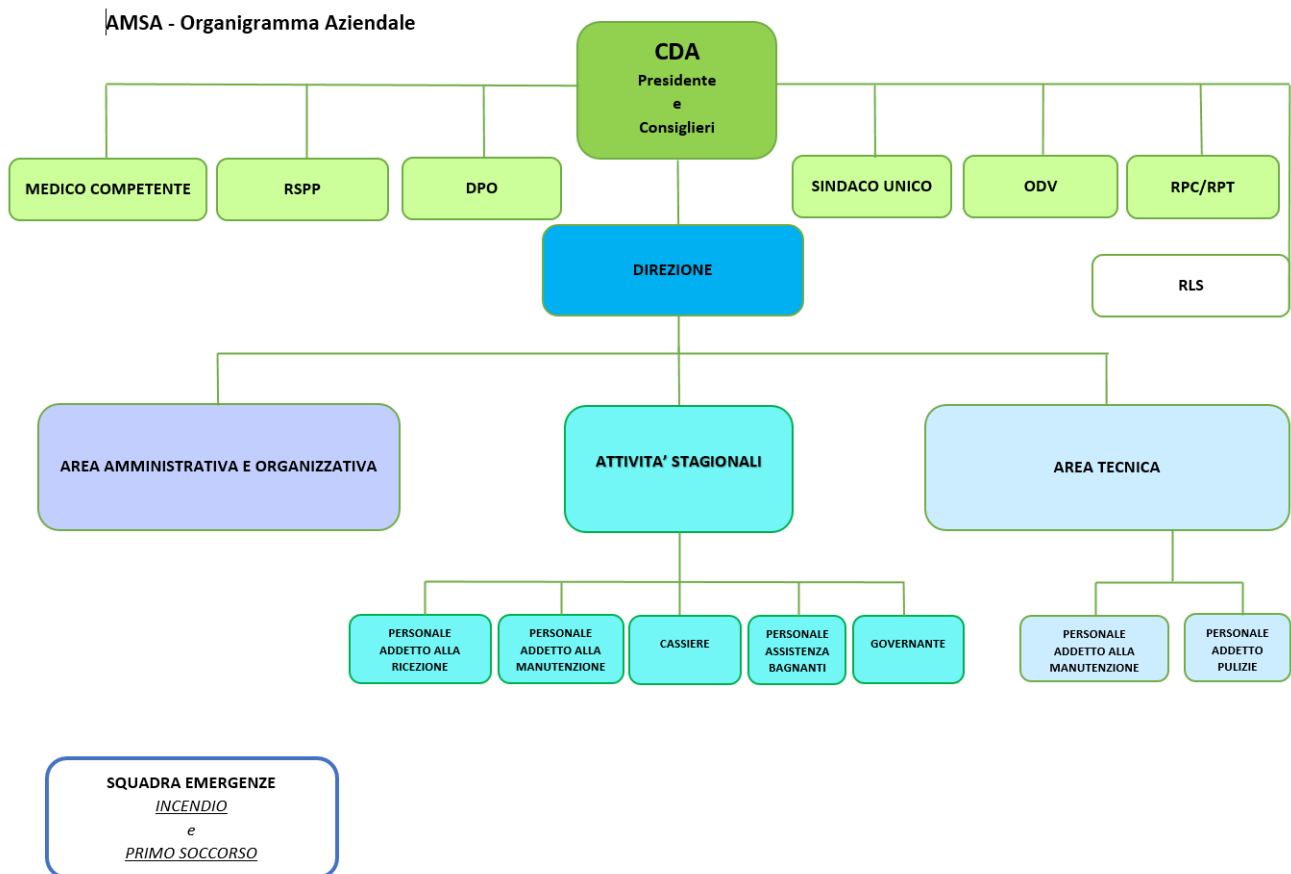 AMSA - Organigramma Aziendale
CDA
Presidente
e
Consiglieri
MEDICO COMPETENTE
RSPP
DPO
SINDACO UNICO
ODV
RPC/RPT
DIREZIONE
RLS
AREA AMMINISTRATIVA E ORGANIZZATIVA
ATTIVITA’ STAGIONALI
AREA TECNICA
PERSONALE
ADDETTO ALLA
RICEZIONE
PERSONALE
ADDETTO ALLA
MANUTENZIONE
CASSIERE
PERSONALE
ASSISTENZA
BAGNANTI
GOVERNANTE
PERSONALE
ADDETTO ALLA
MANUTENZIONE
PERSONALE
ADDETTO
PULIZIE
SQUADRA EMERGENZE
INCENDIO
e
PRIMO SOCCORSO